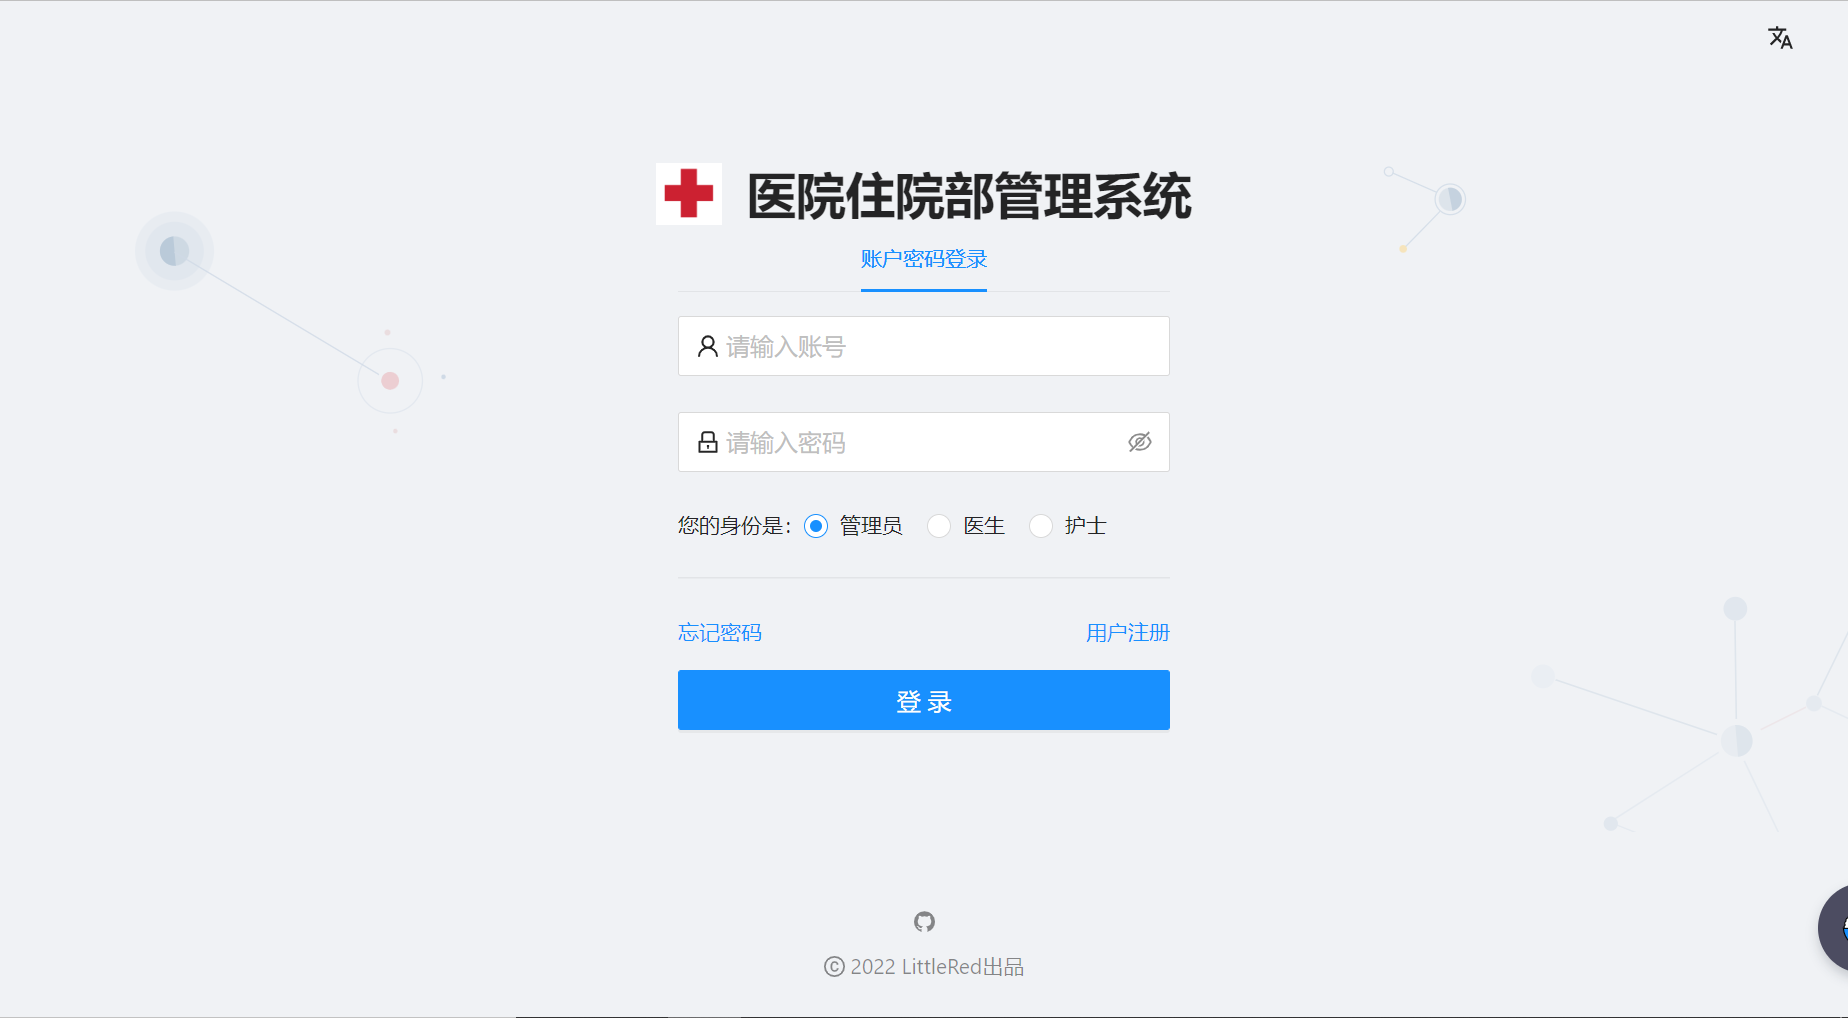 医院住院部管理系统
账户密码登录
请输入账号
请输入密码
您的身份是: 管理员 医生 护士
忘记密码 用户注册
登 录
© 2022 LittleRed出品